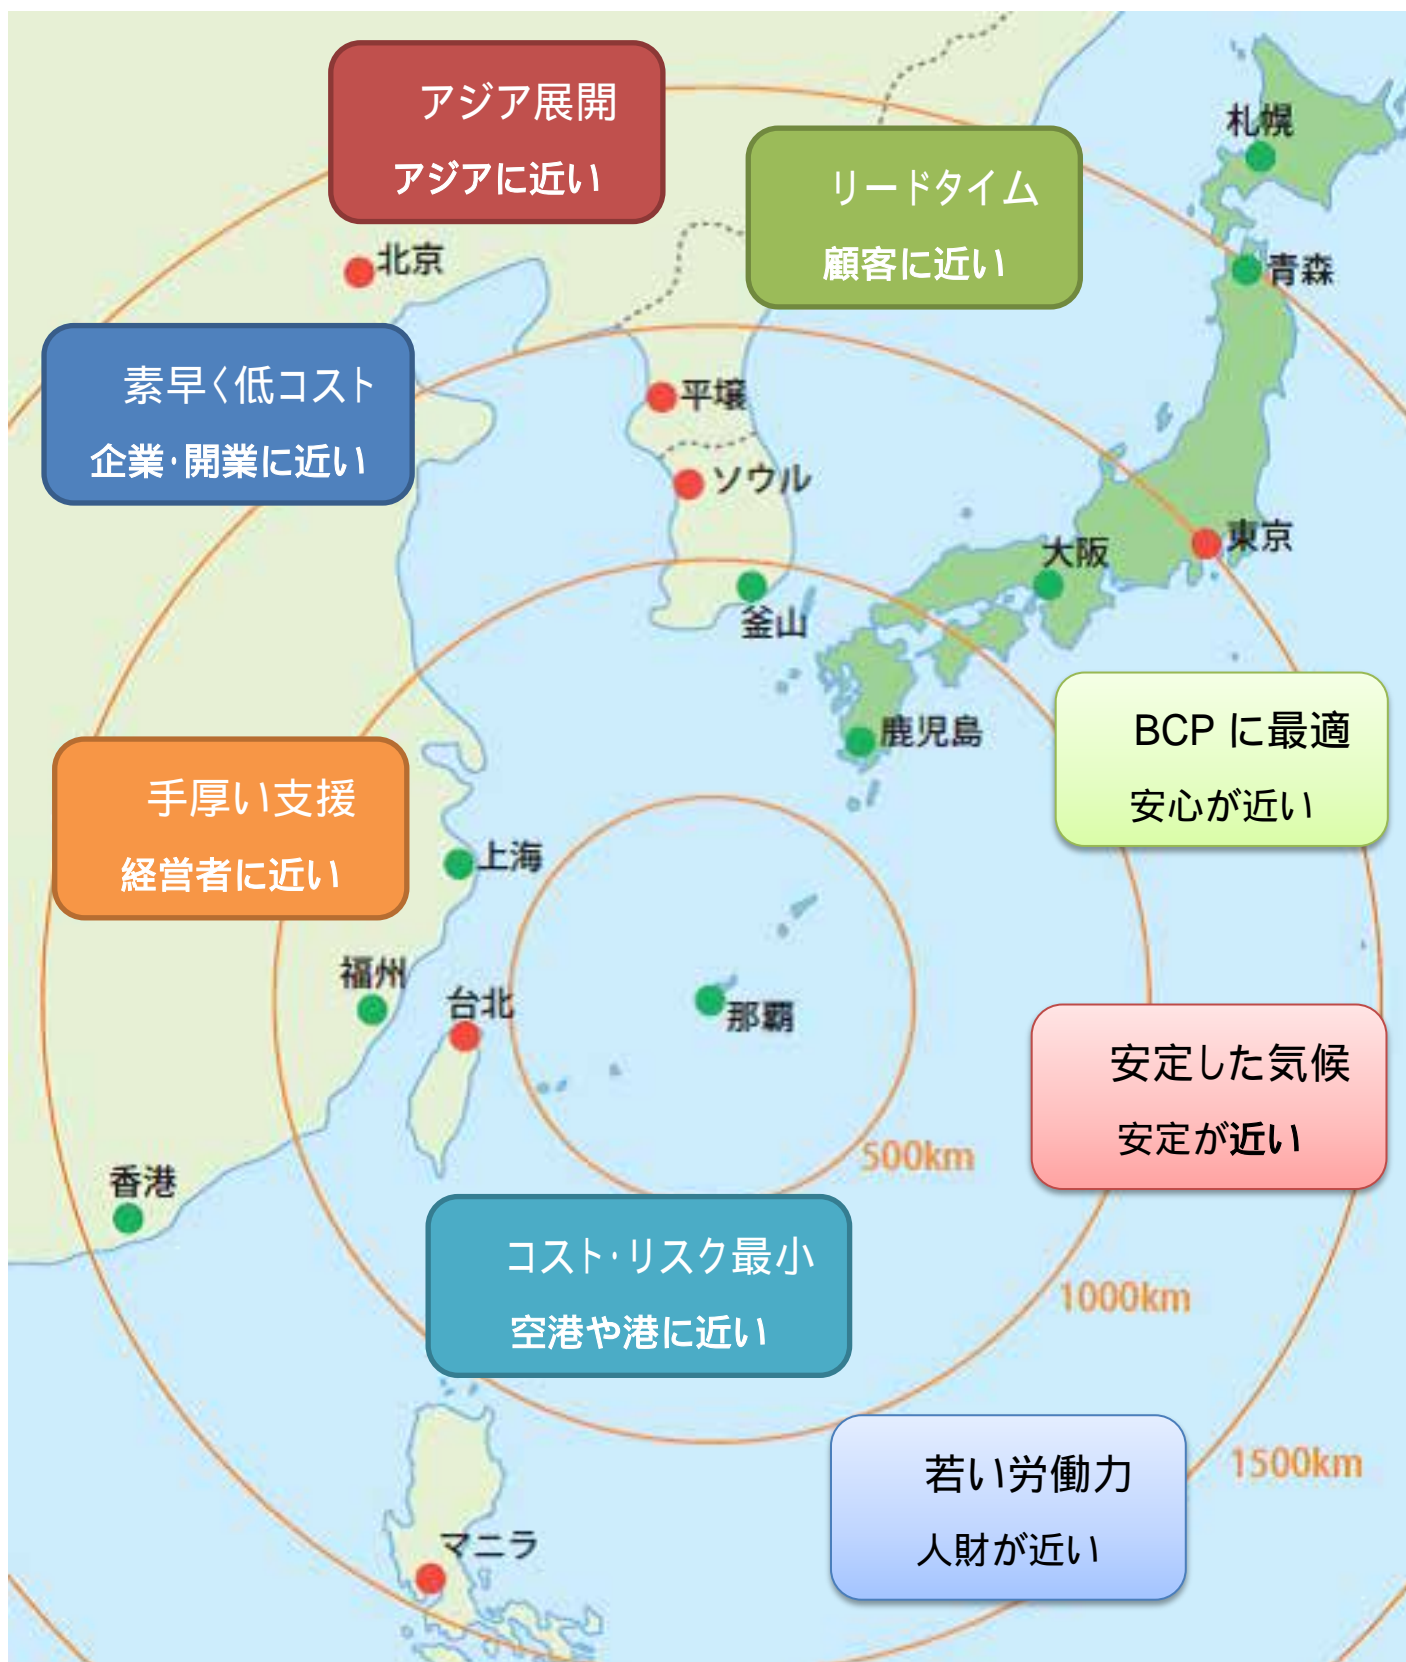 アジア展開
アジアに近い
札幌
リードタイム
顧客に近い
北京
青森
素早く低コスト
企業・開業に近い
平壌
ソウル
東京
大阪
釜山
鹿児島
BCP に最適
安心が近い
手厚い支援
経営者に近い
上海
福州
台北
那覇
安定した気候
安定が近い
500km
香港
コスト・リスク最小
空港や港に近い
1000km
若い労働力
人財が近い
1500km
マニラ